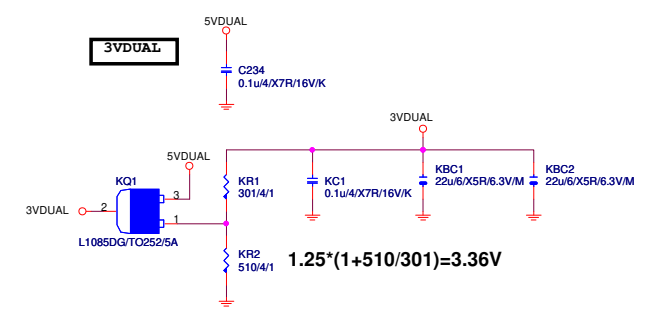 5VDUAL
3VDUAL
C234
0.1u/4/X7R/16V/K
3VDUAL
5VDUAL
KQ1
3
2
1
3VDUAL
L1085DG/TO252/5A
KR1
301/4/1
KC1
0.1u/4/X7R/16V/K
KBC1
22u/6/X5R/6.3V/M
KBC2
22u/6/X5R/6.3V/M
KR2
510/4/1
1.25*(1+510/301)=3.36V